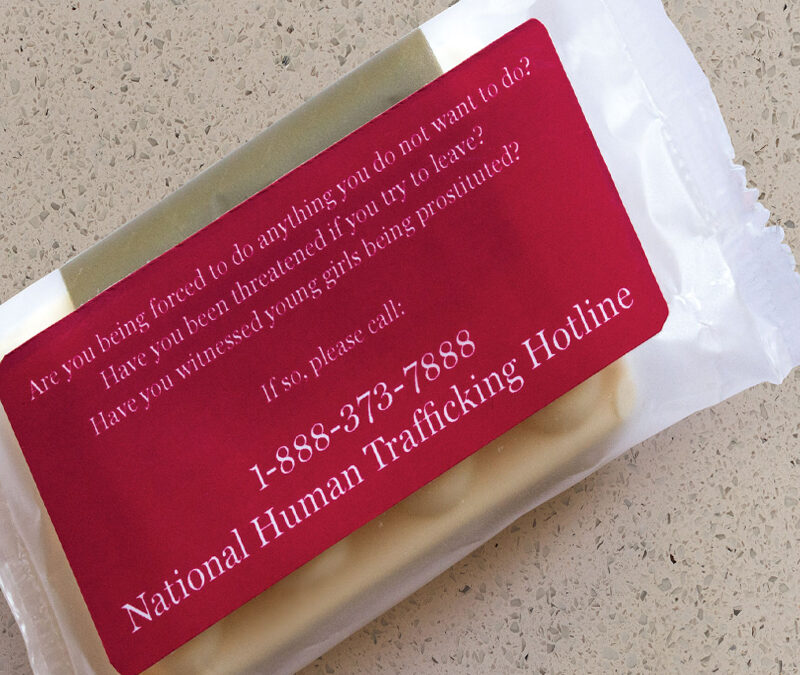 Are you being forced to do anything you do not want to do?
Have you been threatened if you try to leave?
Have you witnessed young girls being prostituted?
If so, please call:
1-888-373-7888
National Human Trafficking Hotline